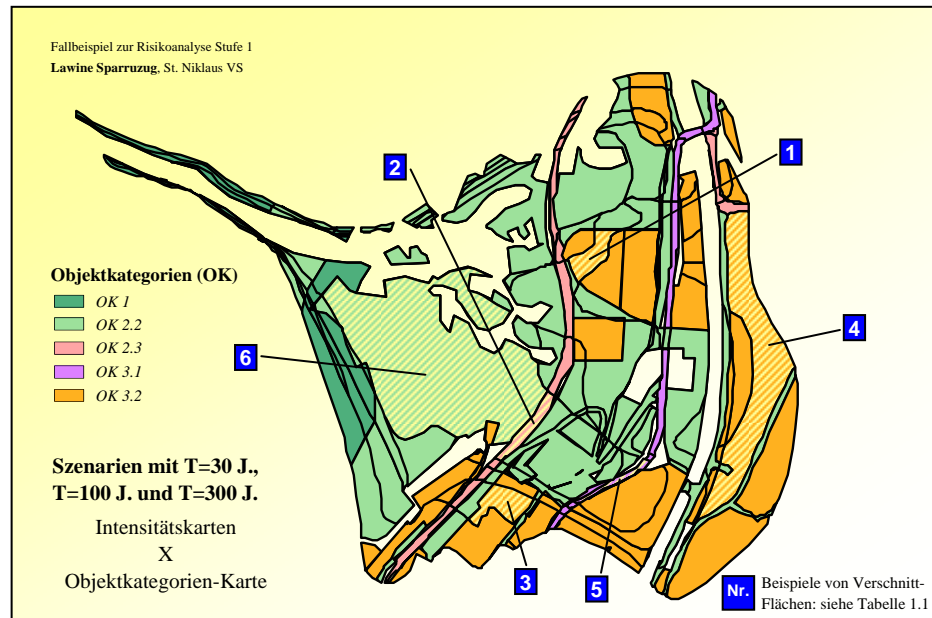 Fallbeispiel zur Risikoanalyse Stufe 1
Lawine Sparruzug, St. Niklaus VS
1
2
Objektkategorien (OK)
OK 1
OK 2.2
OK 2.3
OK 3.1
OK 3.2
4
6
Szenarien mit T=30 J.,
T=100 J. und T=300 J.
Intensitätskarten
X
Objektkategorien-Karte
3
5
Nr.
Beispiele von Verschnitt-
Flächen: siehe Tabelle 1.1